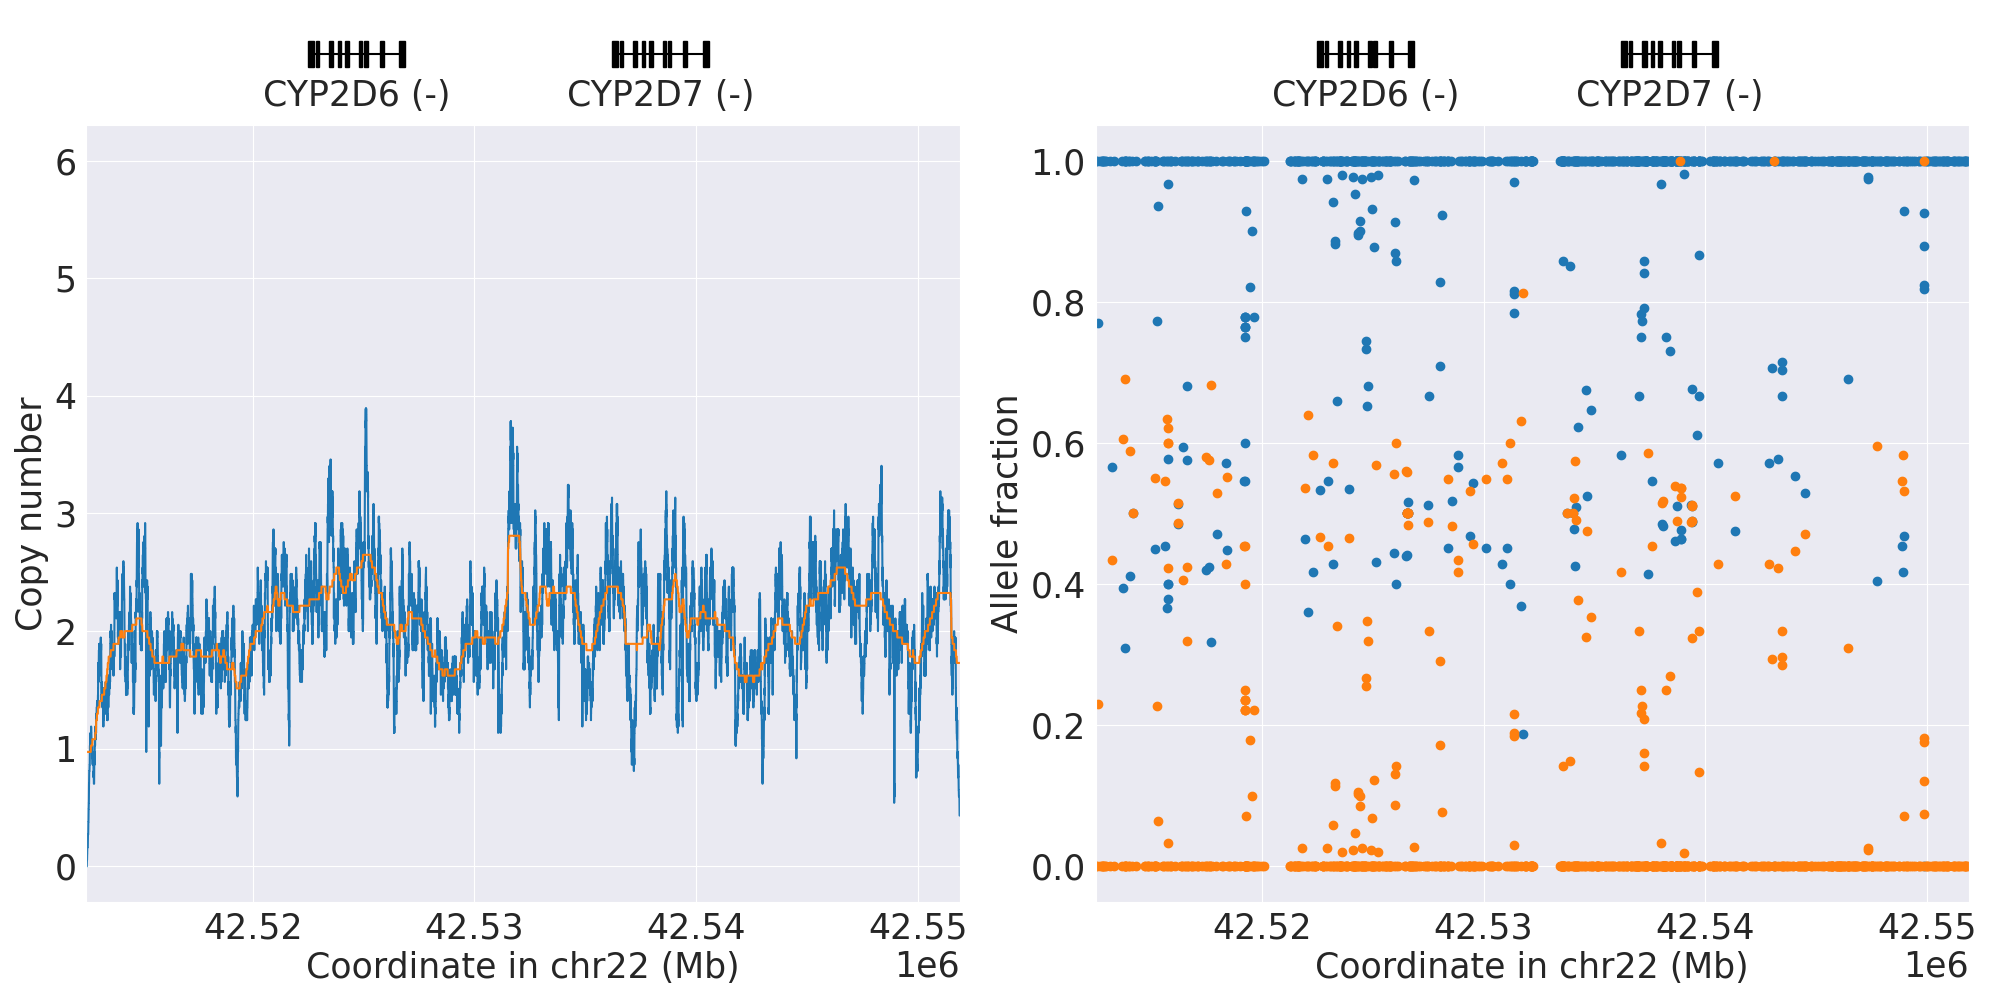 CYP2D6 (-)
CYP2D7 (-)
6
5
4
3
2
1
0
Copy number
42.52
42.53
42.54
42.55
Coordinate in chr22 (Mb)
1e6
CYP2D6 (-)
CYP2D7 (-)
1.0
0.8
0.6
0.4
0.2
0.0
Allele fraction
42.52
42.53
42.54
42.55
Coordinate in chr22 (Mb)
1e6